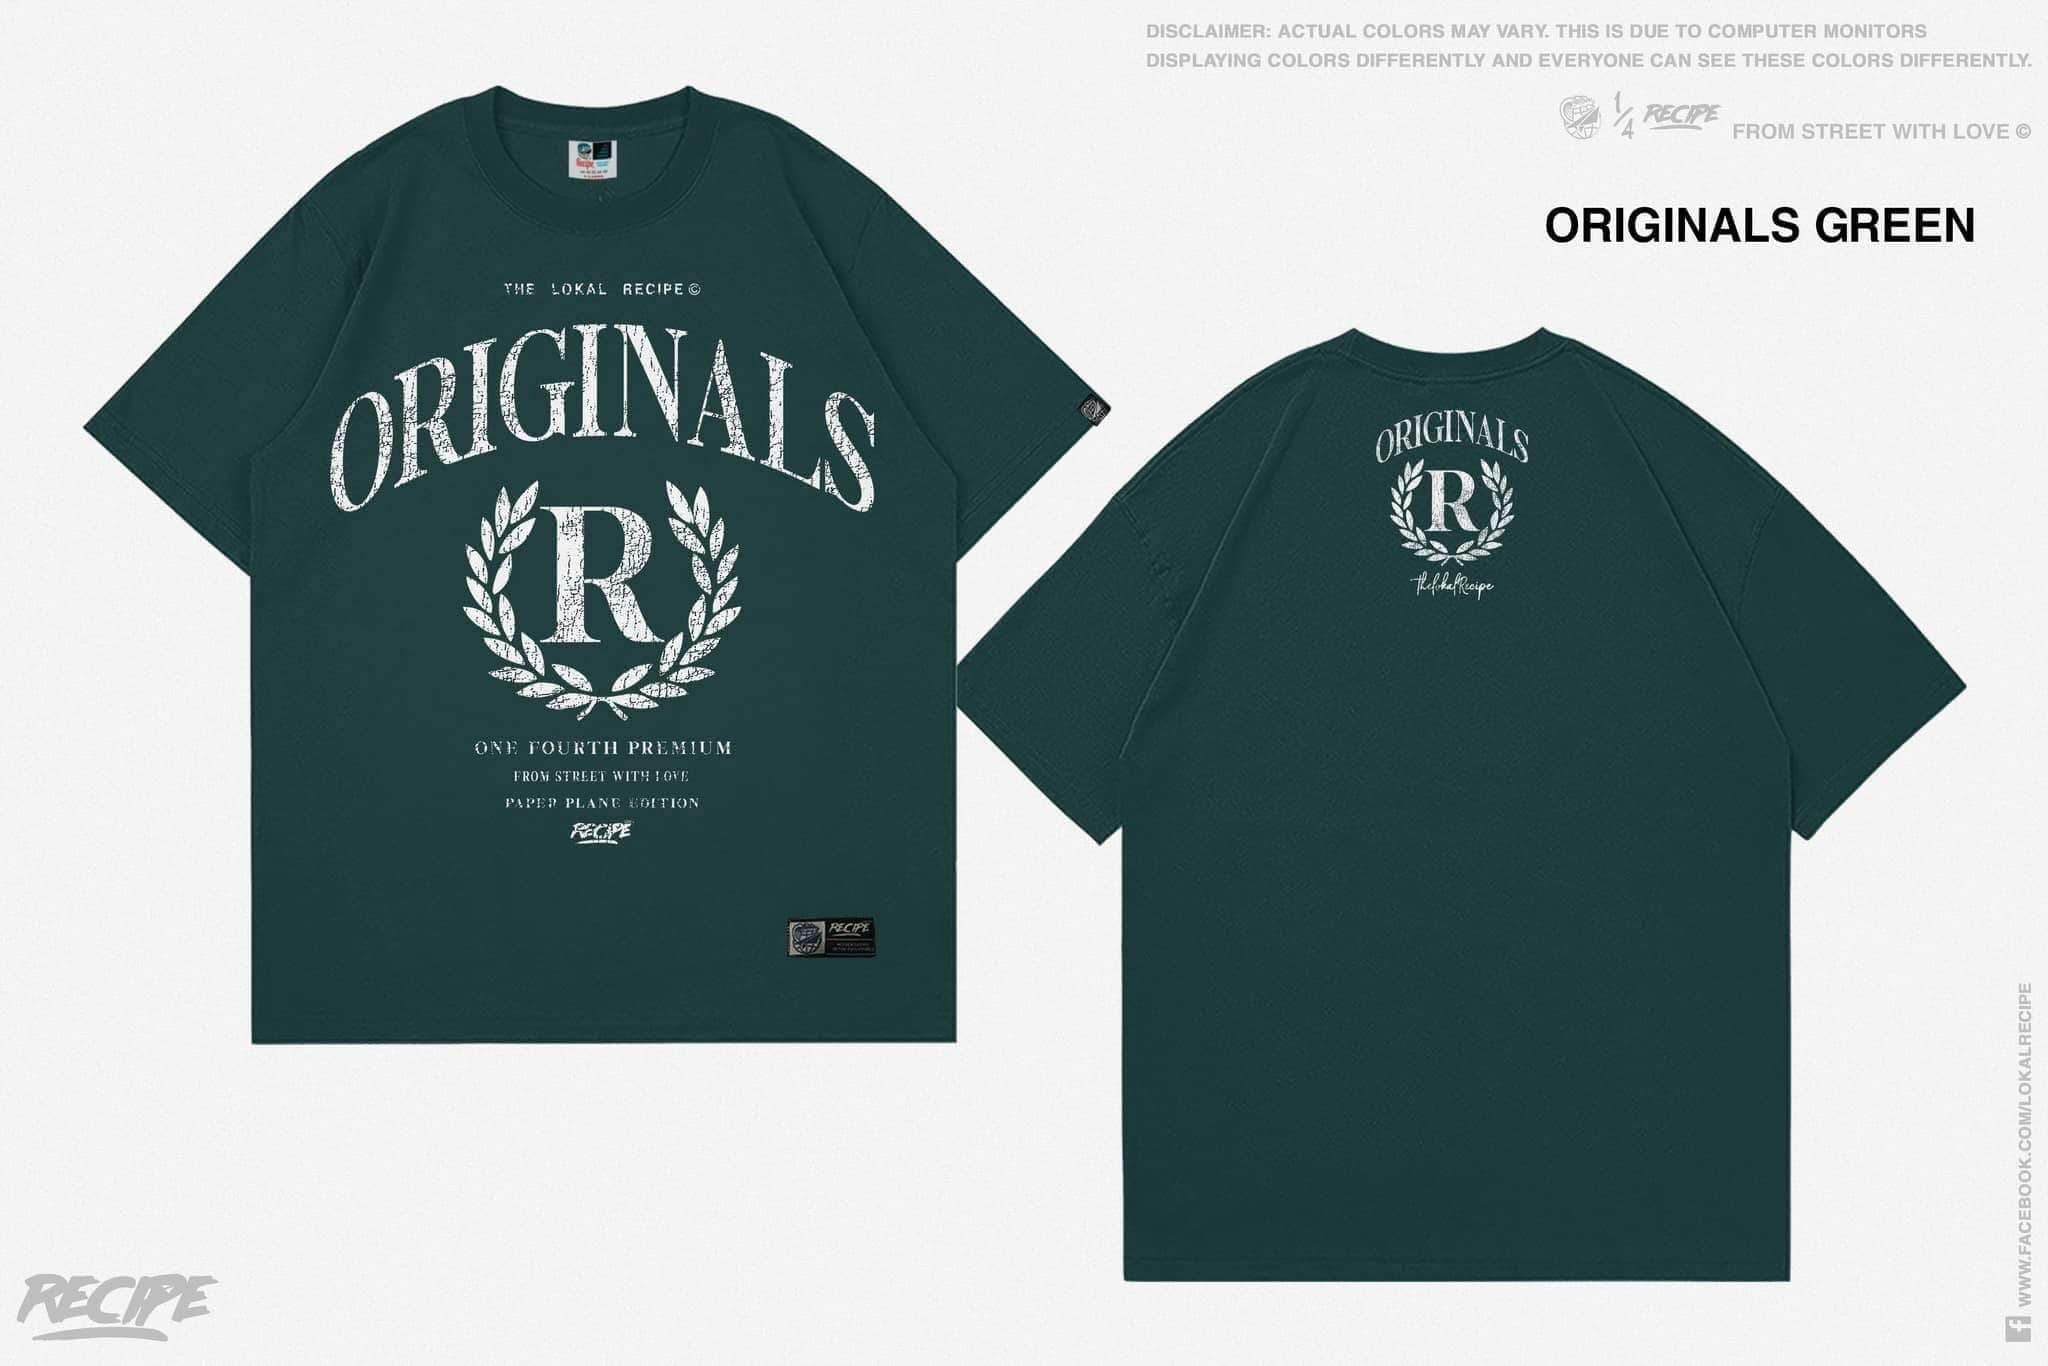 DISCLAIMER: ACTUAL COLORS MAY VARY. THIS IS DUE TO COMPUTER MONITORS
DISPLAYING COLORS DIFFERENTLY AND EVERYONE CAN SEE THESE COLORS DIFFERENTLY.
1/4 RECIPE FROM STREET WITH LOVE ©
ORIGINALS GREEN
Recipe
THE LOKAL RECIPE©
ORIGINALS
R
ONE FOURTH PREMIUM
FROM STREET WITH LOVE
PAPER PLANE EDITION
RECIPE
RECIPE
ORIGINALS
R
TheLokalRecipe
RECIPE
WWW.FACEBOOK.COM/LOKALRECIPE